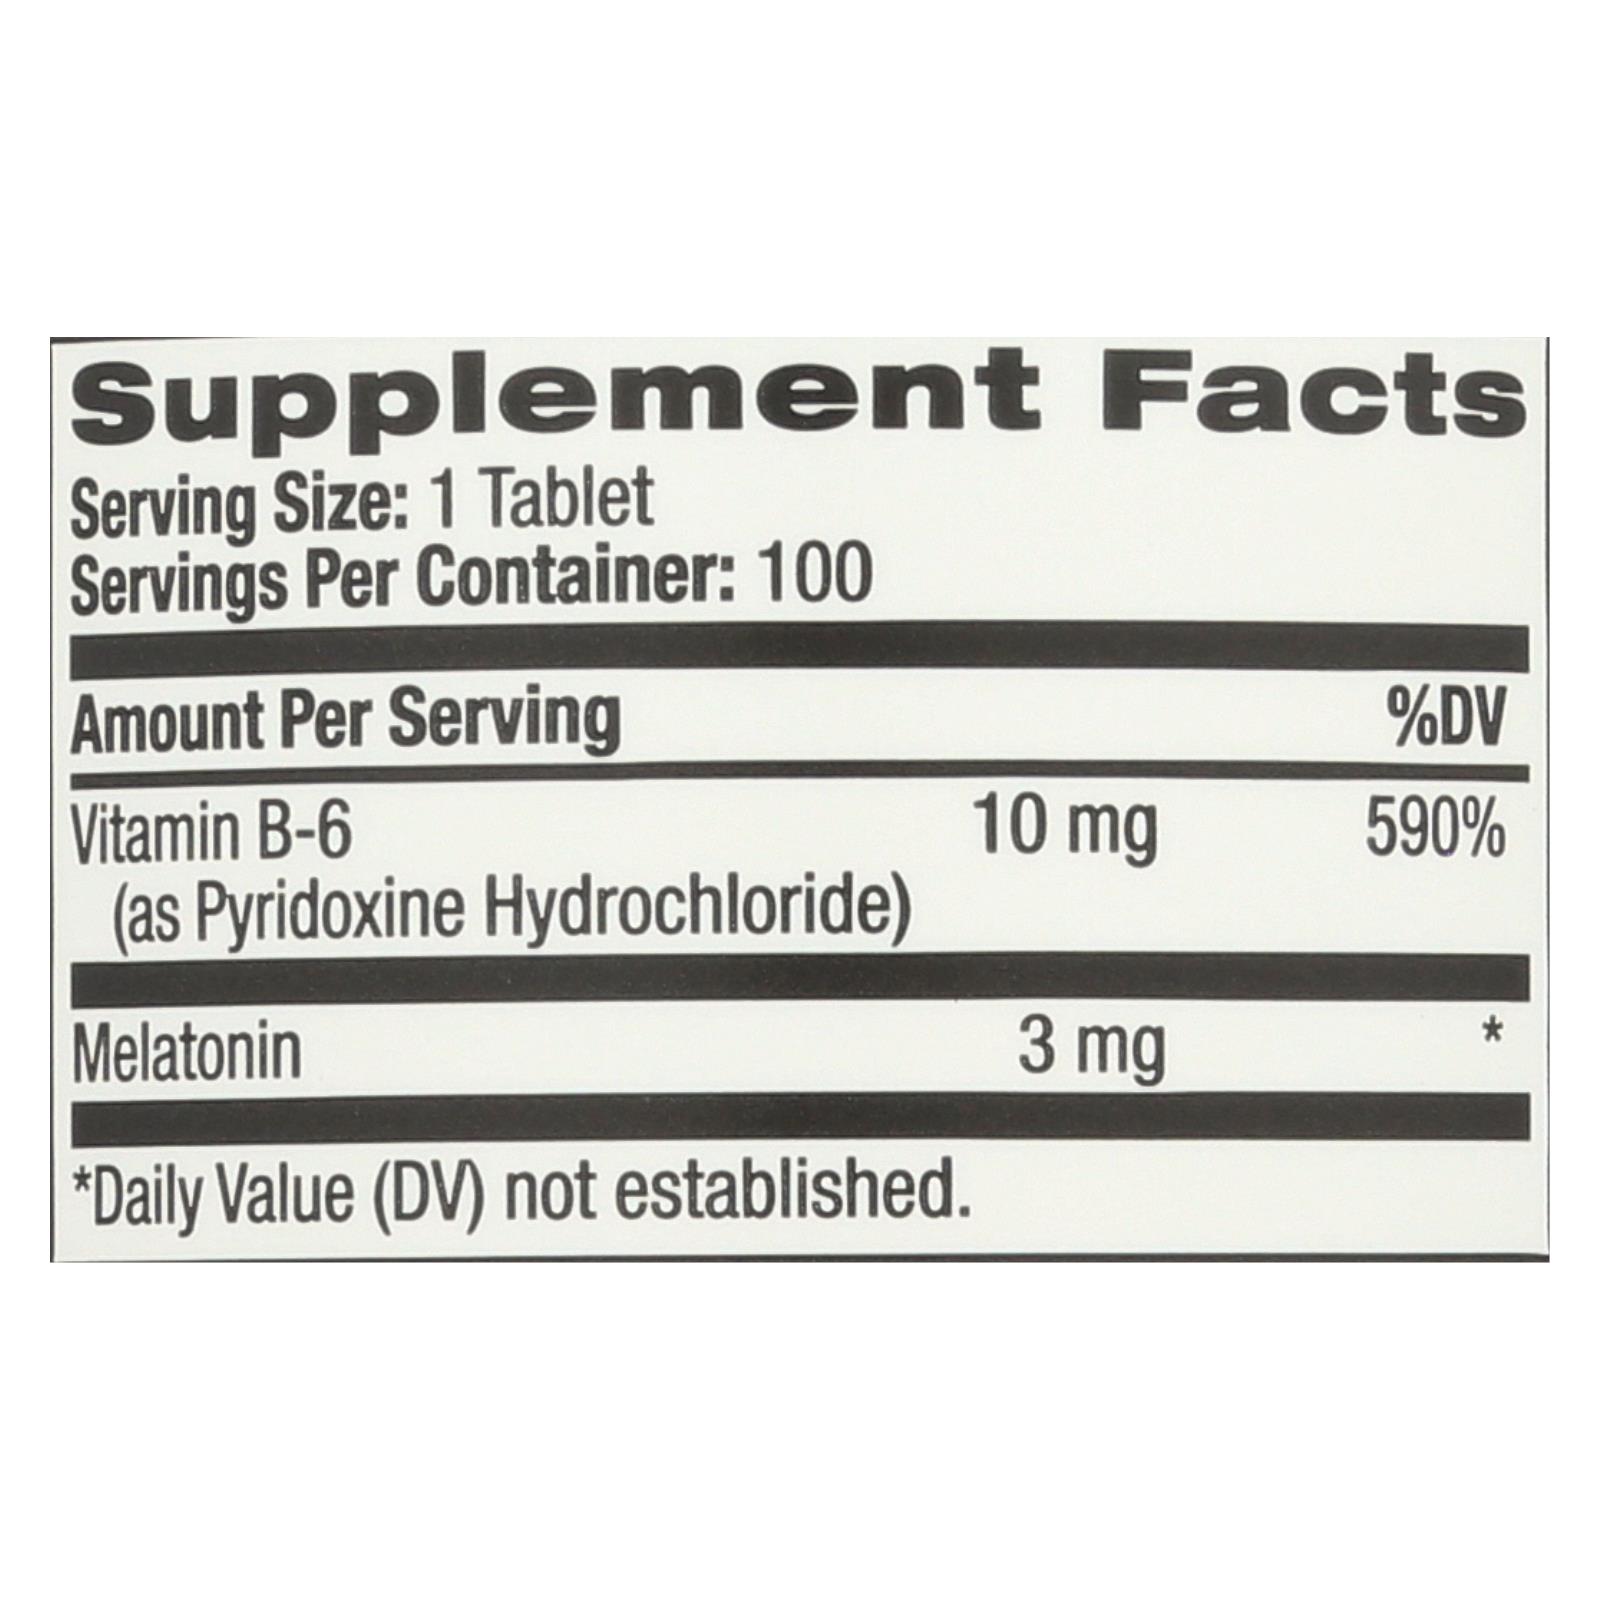 Supplement Facts
Serving Size: 1 Tablet
Servings Per Container: 100
Amount Per Serving %DV
Vitamin B-6 10 mg 590%
(as Pyridoxine Hydrochloride)
Melatonin 3 mg *
*Daily Value (DV) not established.